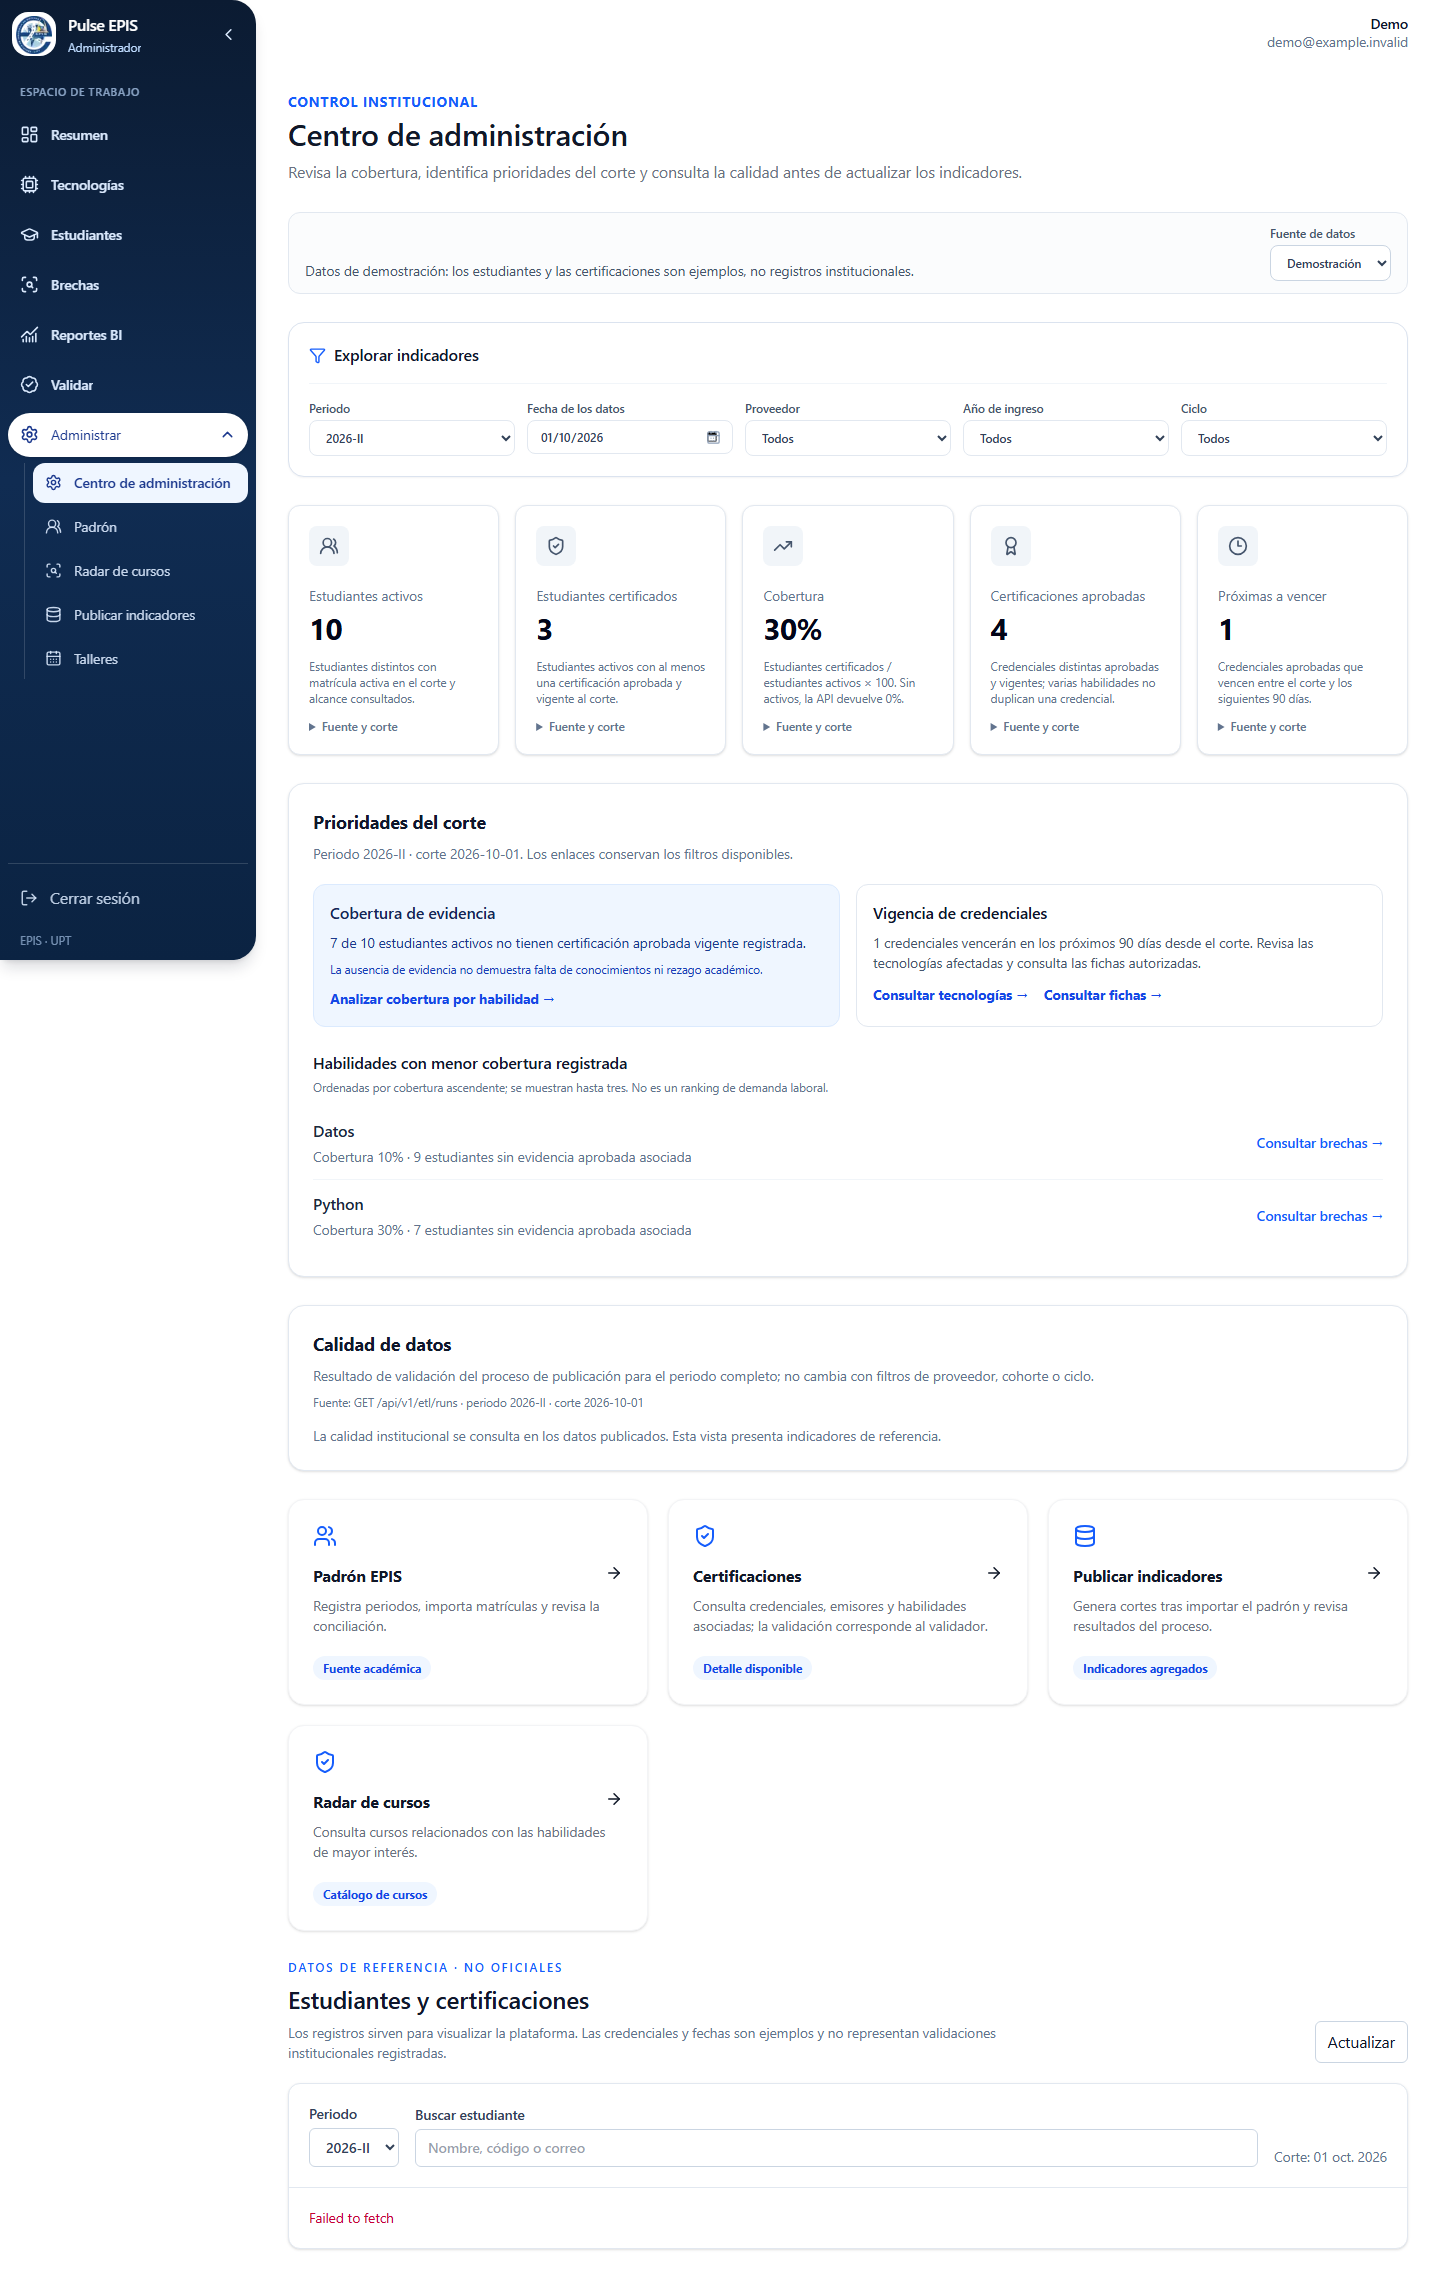 Pulse EPIS
Administrador
ESPACIO DE TRABAJO
Resumen
Tecnologías
Estudiantes
Brechas
Reportes BI
Validar
Administrar
Centro de administración
Padrón
Radar de cursos
Publicar indicadores
Talleres
Cerrar sesión
EPIS · UPT
Demo
demo@example.invalid
CONTROL INSTITUCIONAL
Centro de administración
Revisa la cobertura, identifica prioridades del corte y consulta la calidad antes de actualizar los indicadores.
Datos de demostración: los estudiantes y las certificaciones son ejemplos, no registros institucionales.
Fuente de datos
Demostración
Explorar indicadores
Periodo
2026-II
Fecha de los datos
01/10/2026
Proveedor
Todos
Año de ingreso
Todos
Ciclo
Todos
Estudiantes activos
10
Estudiantes distintos con
matrícula activa en el corte y
alcance consultados.
Fuente y corte
Estudiantes certificados
3
Estudiantes activos con al menos
una certificación aprobada y
vigente al corte.
Fuente y corte
Cobertura
30%
Estudiantes certificados /
estudiantes activos × 100. Sin
activos, la API devuelve 0%.
Fuente y corte
Certificaciones aprobadas
4
Credenciales distintas aprobadas
y vigentes; varias habilidades no
duplican una credencial.
Fuente y corte
Próximas a vencer
1
Credenciales aprobadas que
vencen entre el corte y los
siguientes 90 días.
Fuente y corte
Prioridades del corte
Periodo 2026-II · corte 2026-10-01. Los enlaces conservan los filtros disponibles.
Cobertura de evidencia
7 de 10 estudiantes activos no tienen certificación aprobada vigente registrada.
La ausencia de evidencia no demuestra falta de conocimientos ni rezago académico.
Analizar cobertura por habilidad →
Vigencia de credenciales
1 credenciales vencerán en los próximos 90 días desde el corte. Revisa las
tecnologías afectadas y consulta las fichas autorizadas.
Consultar tecnologías → Consultar fichas →
Habilidades con menor cobertura registrada
Ordenadas por cobertura ascendente; se muestran hasta tres. No es un ranking de demanda laboral.
Datos
Cobertura 10% · 9 estudiantes sin evidencia aprobada asociada
Consultar brechas →
Python
Cobertura 30% · 7 estudiantes sin evidencia aprobada asociada
Consultar brechas →
Calidad de datos
Resultado de validación del proceso de publicación para el periodo completo; no cambia con filtros de proveedor, cohorte o ciclo.
Fuente: GET /api/v1/etl/runs · periodo 2026-II · corte 2026-10-01
La calidad institucional se consulta en los datos publicados. Esta vista presenta indicadores de referencia.
Padrón EPIS
Registra periodos, importa matrículas y revisa la
conciliación.
Fuente académica
Certificaciones
Consulta credenciales, emisores y habilidades
asociadas; la validación corresponde al validador.
Detalle disponible
Publicar indicadores
Genera cortes tras importar el padrón y revisa
resultados del proceso.
Indicadores agregados
Radar de cursos
Consulta cursos relacionados con las habilidades
de mayor interés.
Catálogo de cursos
DATOS DE REFERENCIA · NO OFICIALES
Estudiantes y certificaciones
Los registros sirven para visualizar la plataforma. Las credenciales y fechas son ejemplos y no representan validaciones
institucionales registradas.
Actualizar
Periodo
2026-II
Buscar estudiante
Nombre, código o correo
Corte: 01 oct. 2026
Failed to fetch